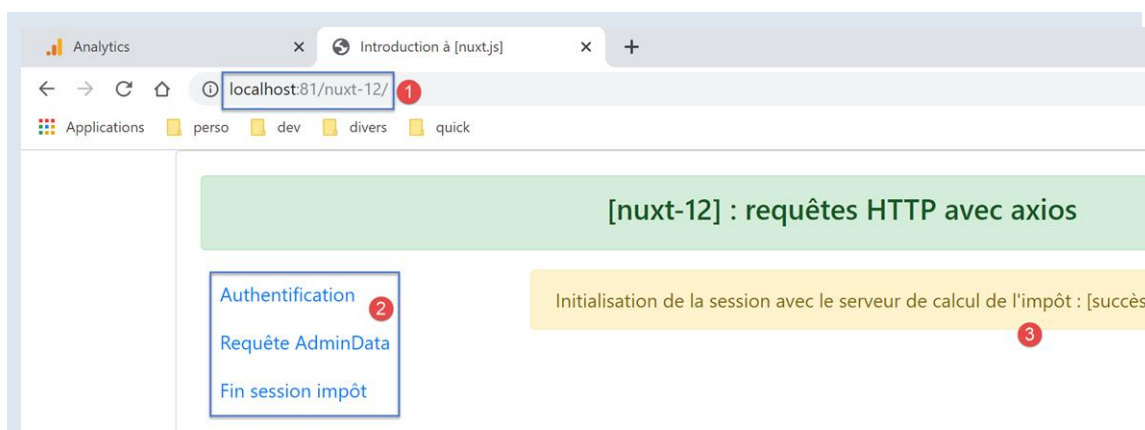 Analytics
Introduction à [nuxt.js]
localhost:81/nuxt-12/
1
Applications perso dev divers quick
[nuxt-12] : requêtes HTTP avec axios
Authentification
2
Requête AdminData
Fin session impôt
Initialisation de la session avec le serveur de calcul de l'impôt : [succès
3